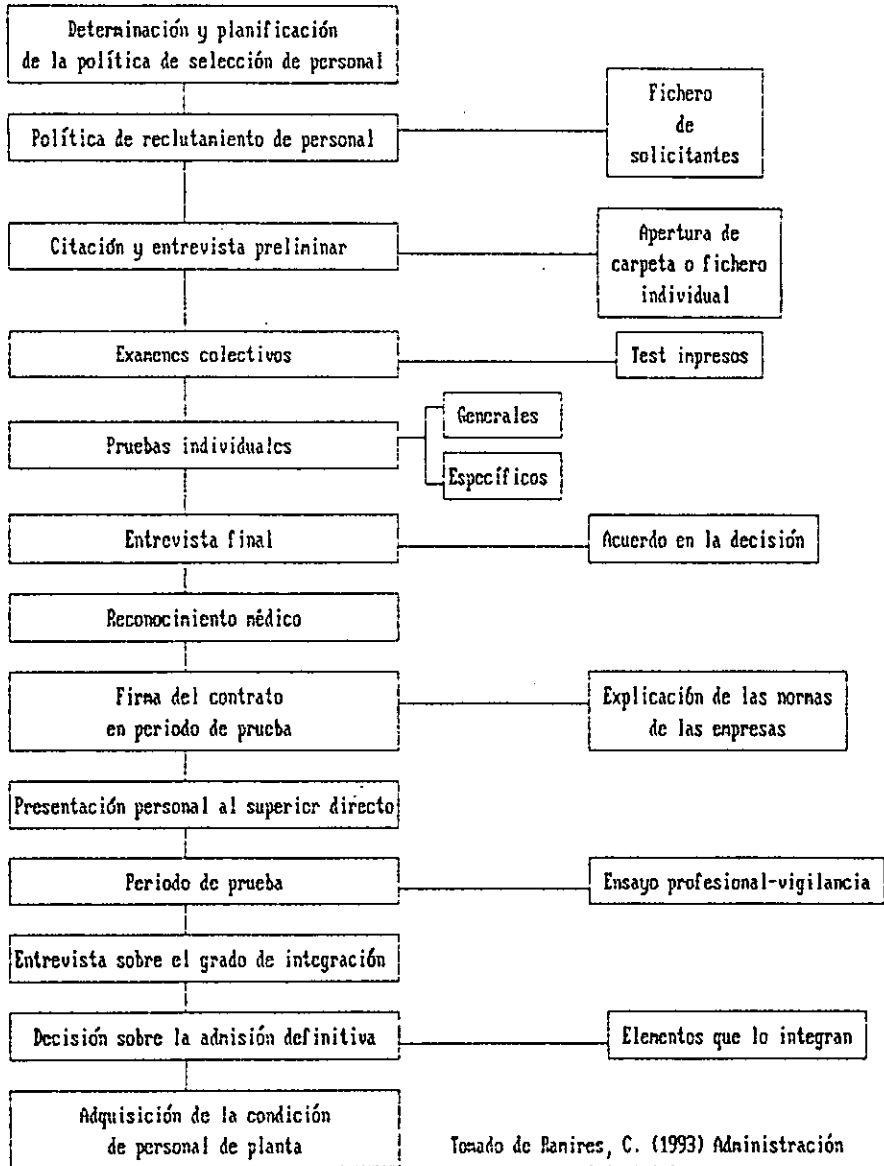 Determinación y planificación
de la política de selección de personal
Política de reclutamiento de personal
Fichero
de
solicitantes
Citación y entrevista preliminar
Apertura de
carpeta o fichero
individual
Examenes colectivos
Test impresos
Pruebas individuales
Generales
Específicos
Entrevista final
Acuerdo en la decisión
Reconocimiento médico
Firma del contrato
en periodo de prueba
Explicación de las normas
de las empresas
Presentación personal al superior directo
Periodo de prueba
Ensayo profesional-vigilancia
Entrevista sobre el grado de integración
Decisión sobre la admisión definitiva
Elementos que lo integran
Adquisición de la condición
de personal de planta
Tomado de Ramires, C. (1993) Administración